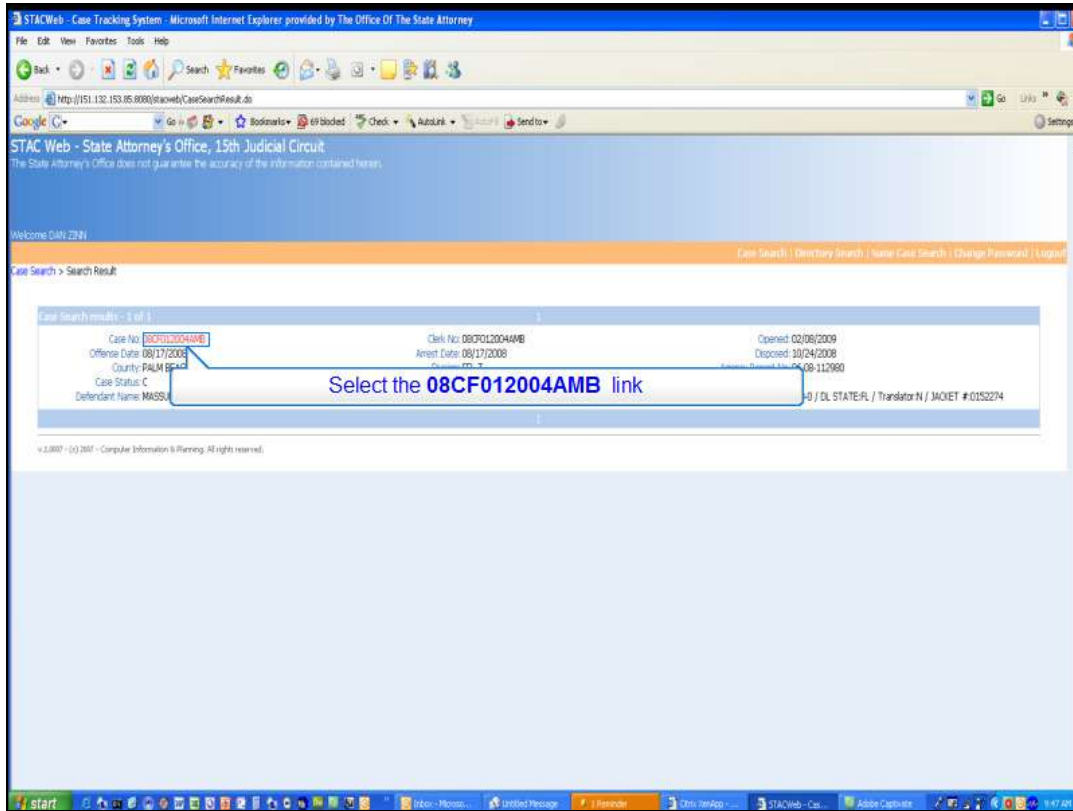 STACWeb - Case Tracking System - Microsoft Internet Explorer provided by The Office Of The State Attorney
File Edit View Favorites Tools Help
Back Search Favorites
Address http://151.132.153.85:8080/stacweb/CaseSearchResult.do Go Links »
Google Go Bookmarks 69 blocked Check AutoLink Send to Settings
STAC Web - State Attorney's Office, 15th Judicial Circuit
The State Attorney's Office does not guarantee the accuracy of the information contained herein.
Welcome DAN ZINN
Case Search | Directory Search | Name Case Search | Change Password | Logout
Case Search > Search Result
Case Search results - 1 of 1 1
Case No: 08CF012004AMB Clerk No: 08CF012004AMB Opened: 02/08/2009
Offense Date: 08/17/2008 Arrest Date: 08/17/2008 Disposed: 10/24/2008
County: PALM 08-112980
Case Status: C
Select the 08CF012004AMB link
Defendant Name: / DL STATE:FL / Translator:N / JACKET #:0152274
1
v.1.0007 - (c) 2007 - Computer Information & Planning. All rights reserved.
start Inbox - Microso... Untitled Message 1 Reminder Citrix XenApp - ... STACWeb - Cas... Adobe Captivate 9:47 AM